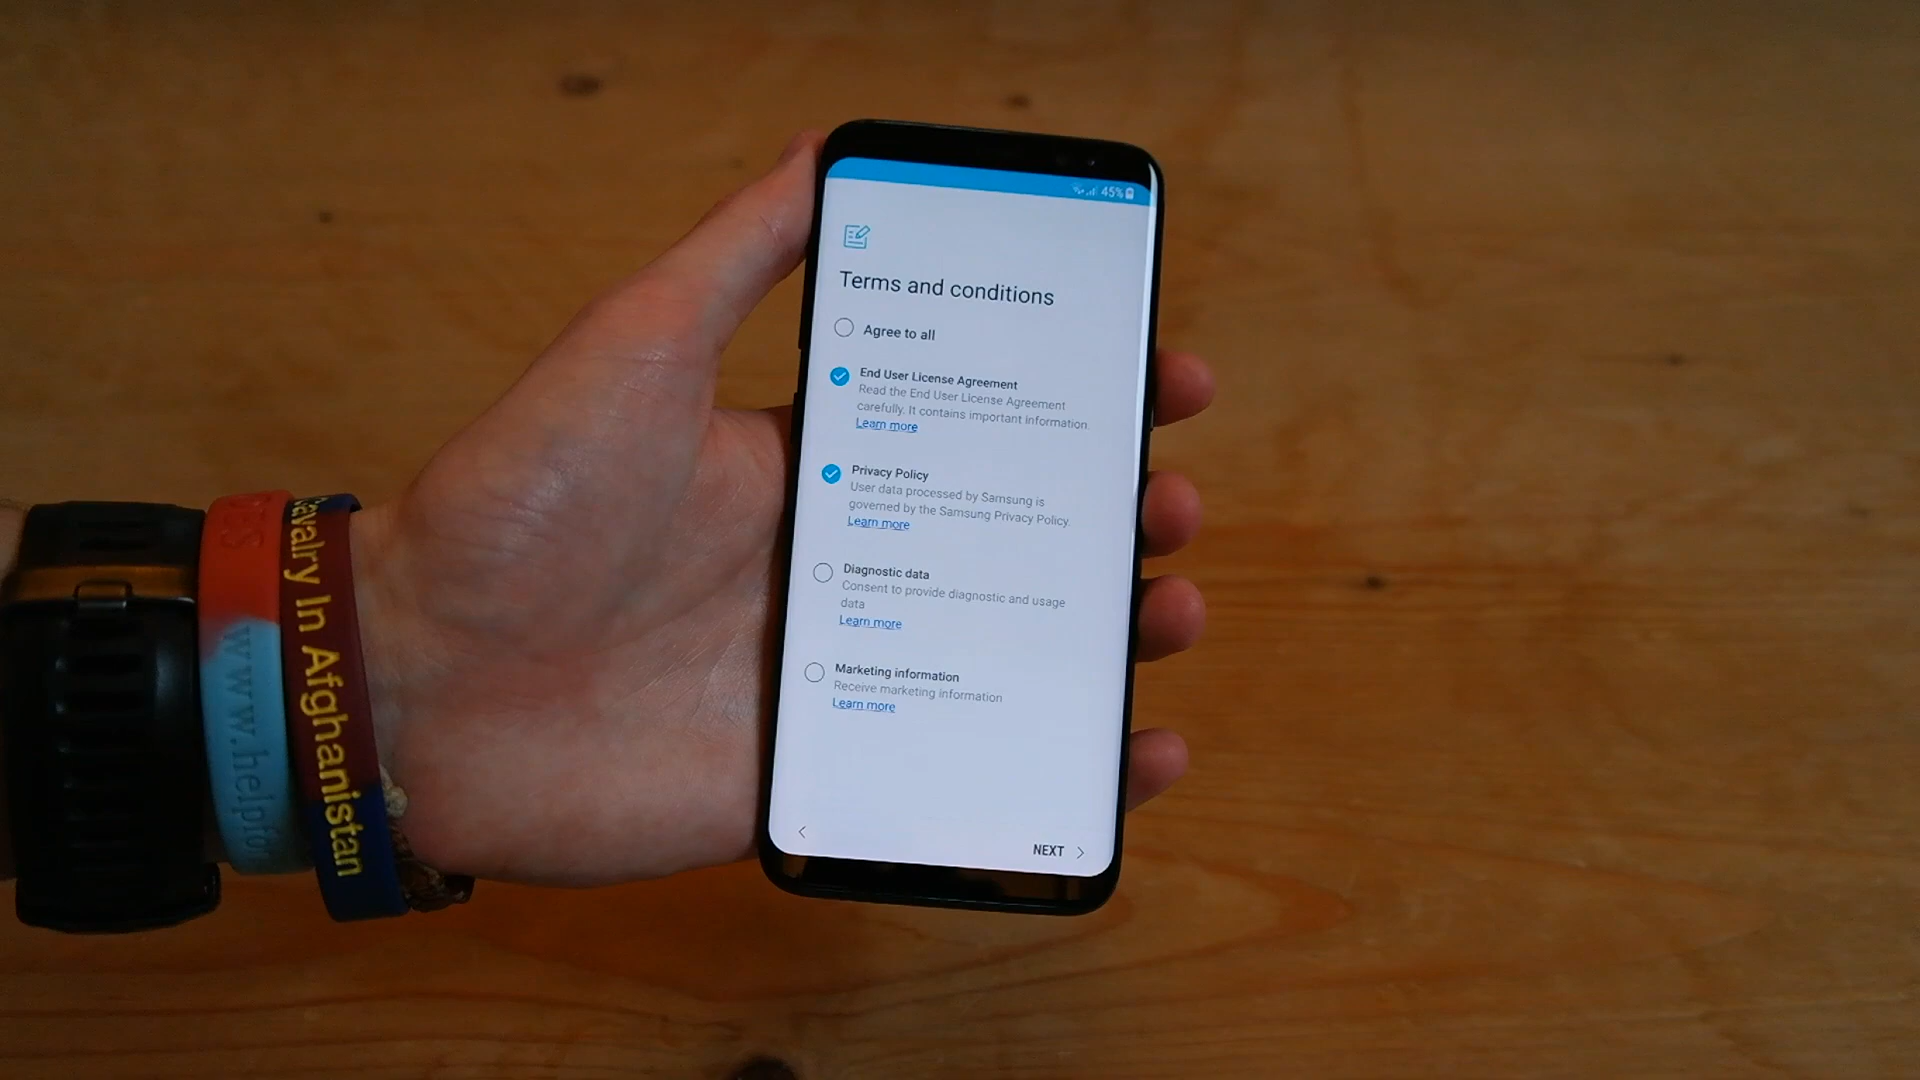 45%
Terms and conditions
Agree to all
End User License Agreement
Read the End User License Agreement
carefully. It contains important information.
Learn more
Privacy Policy
User data processed by Samsung is
governed by the Samsung Privacy Policy.
Learn more
Diagnostic data
Consent to provide diagnostic and usage
data
Learn more
Marketing information
Receive marketing information
Learn more
NEXT
www.helpfor
Cavalry In Afghanistan